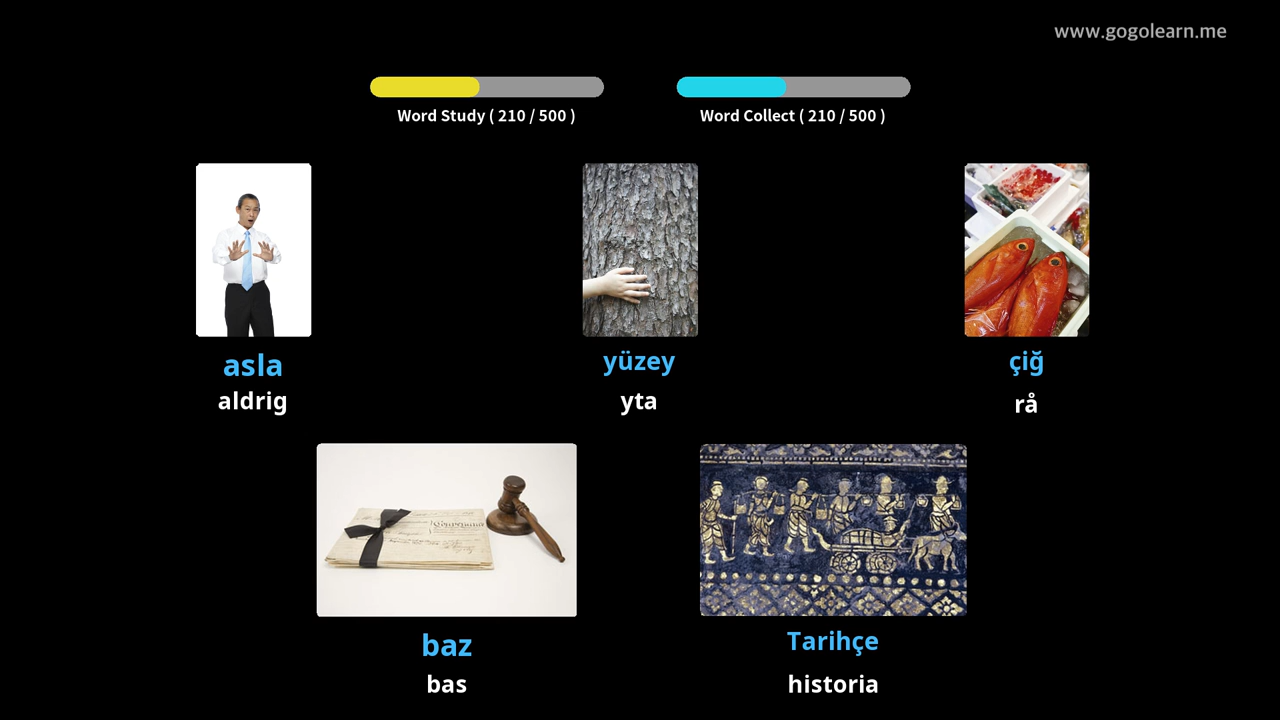 www.gogolearn.me
Word Study ( 210 / 500 )
Word Collect ( 210 / 500 )
asla
aldrig
yüzey
yta
çiğ
rå
baz
bas
Tarihçe
historia